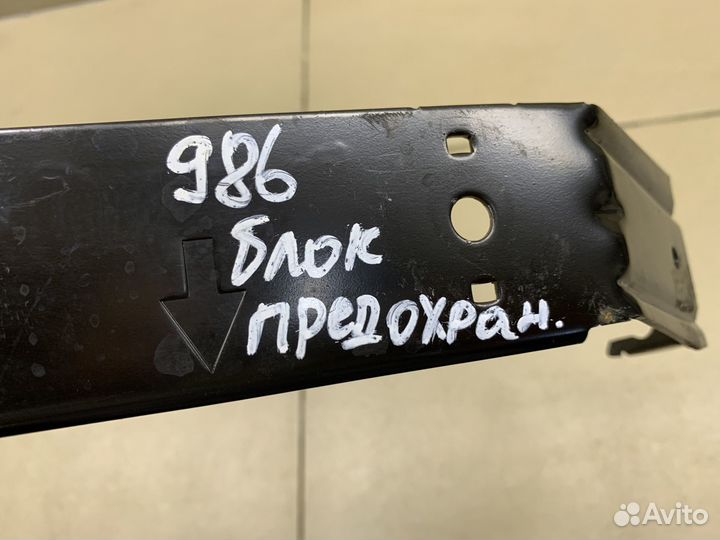 986
блок
предохран.
Avito